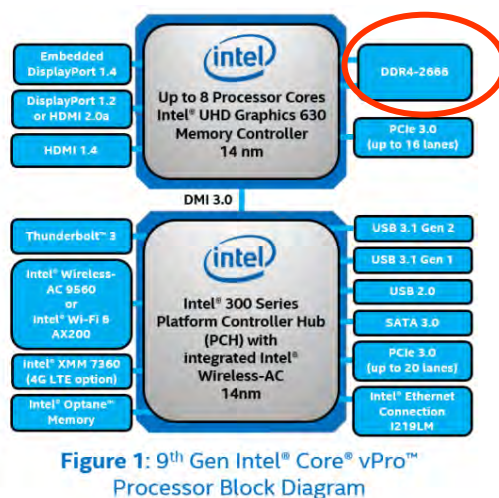 Embedded
DisplayPort 1.4
DisplayPort 1.2
or HDMI 2.0a
HDMI 1.4
intel
Up to 8 Processor Cores
Intel® UHD Graphics 630
Memory Controller
14 nm
DDR4-2666
PCIe 3.0
(up to 16 lanes)
DMI 3.0
Thunderbolt™ 3
Intel® Wireless-
AC 9560
or
Intel® Wi-Fi 6
AX200
Intel® XMM 7360
(4G LTE option)
Intel® Optane™
Memory
intel
Intel® 300 Series
Platform Controller Hub
(PCH) with
integrated Intel®
Wireless-AC
14nm
USB 3.1 Gen 2
USB 3.1 Gen 1
USB 2.0
SATA 3.0
PCIe 3.0
(up to 20 lanes)
Intel® Ethernet
Connection
I219LM
Figure 1: 9th Gen Intel® Core® vPro™
Processor Block Diagram